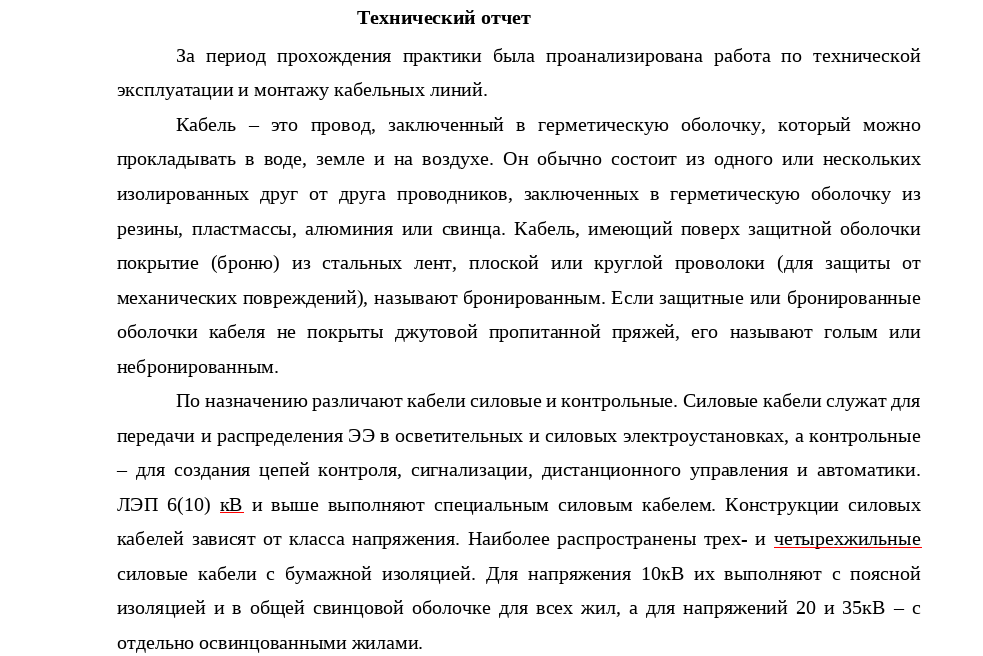 Технический отчет
За период прохождения практики была проанализирована работа по технической
эксплуатации и монтажу кабельных линий.
Кабель – это провод, заключенный в герметическую оболочку, который можно
прокладывать в воде, земле и на воздухе. Он обычно состоит из одного или нескольких
изолированных друг от друга проводников, заключенных в герметическую оболочку из
резины, пластмассы, алюминия или свинца. Кабель, имеющий поверх защитной оболочки
покрытие (броню) из стальных лент, плоской или круглой проволоки (для защиты от
механических повреждений), называют бронированным. Если защитные или бронированные
оболочки кабеля не покрыты джутовой пропитанной пряжей, его называют голым или
небронированным.
По назначению различают кабели силовые и контрольные. Силовые кабели служат для
передачи и распределения ЭЭ в осветительных и силовых электроустановках, а контрольные
– для создания цепей контроля, сигнализации, дистанционного управления и автоматики.
ЛЭП 6(10) кВ и выше выполняют специальным силовым кабелем. Конструкции силовых
кабелей зависят от класса напряжения. Наиболее распространены трех- и четырехжильные
силовые кабели с бумажной изоляцией. Для напряжения 10кВ их выполняют с поясной
изоляцией и в общей свинцовой оболочке для всех жил, а для напряжений 20 и 35кВ – с
отдельно освинцованными жилами.